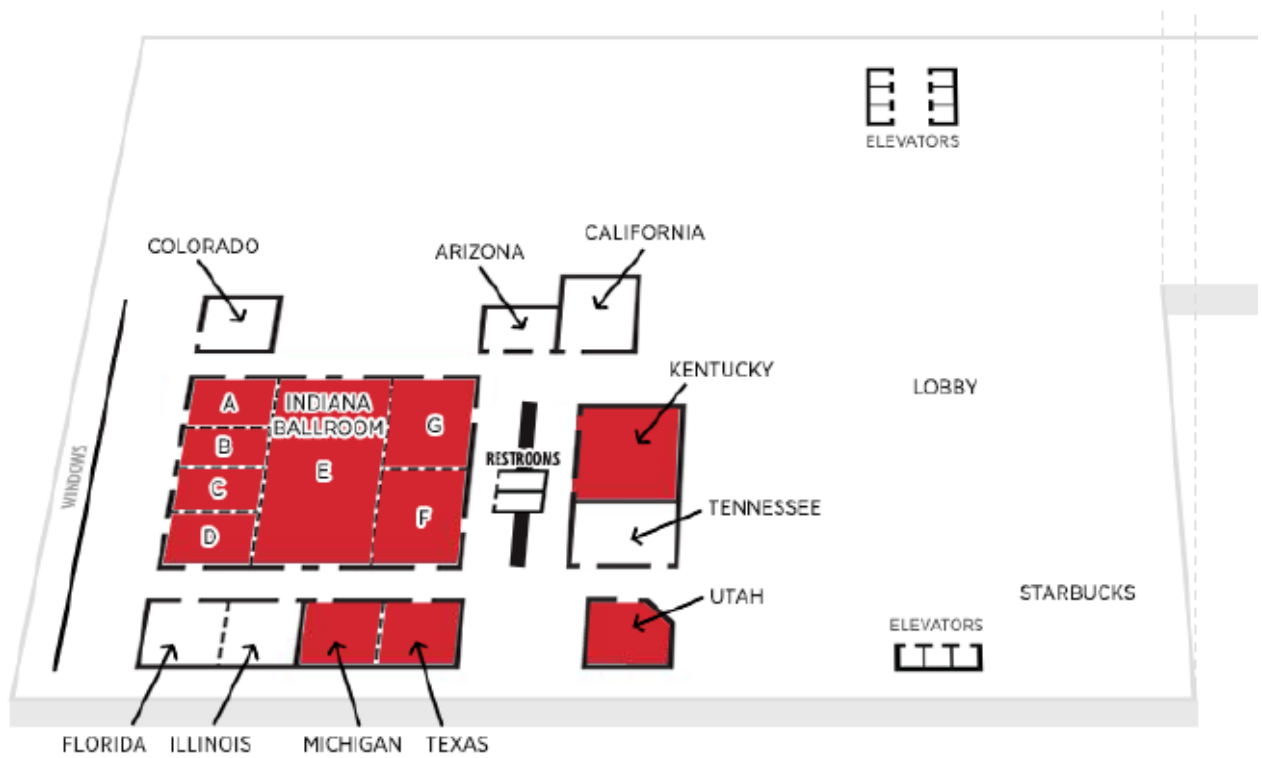 ELEVATORS
CALIFORNIA
COLORADO
ARIZONA
KENTUCKY
LOBBY
A
INDIANA
BALLROOM
G
B
WINDOWS
RESTROOMS
E
C
TENNESSEE
F
D
UTAH
STARBUCKS
ELEVATORS
FLORIDA
ILLINOIS
MICHIGAN
TEXAS